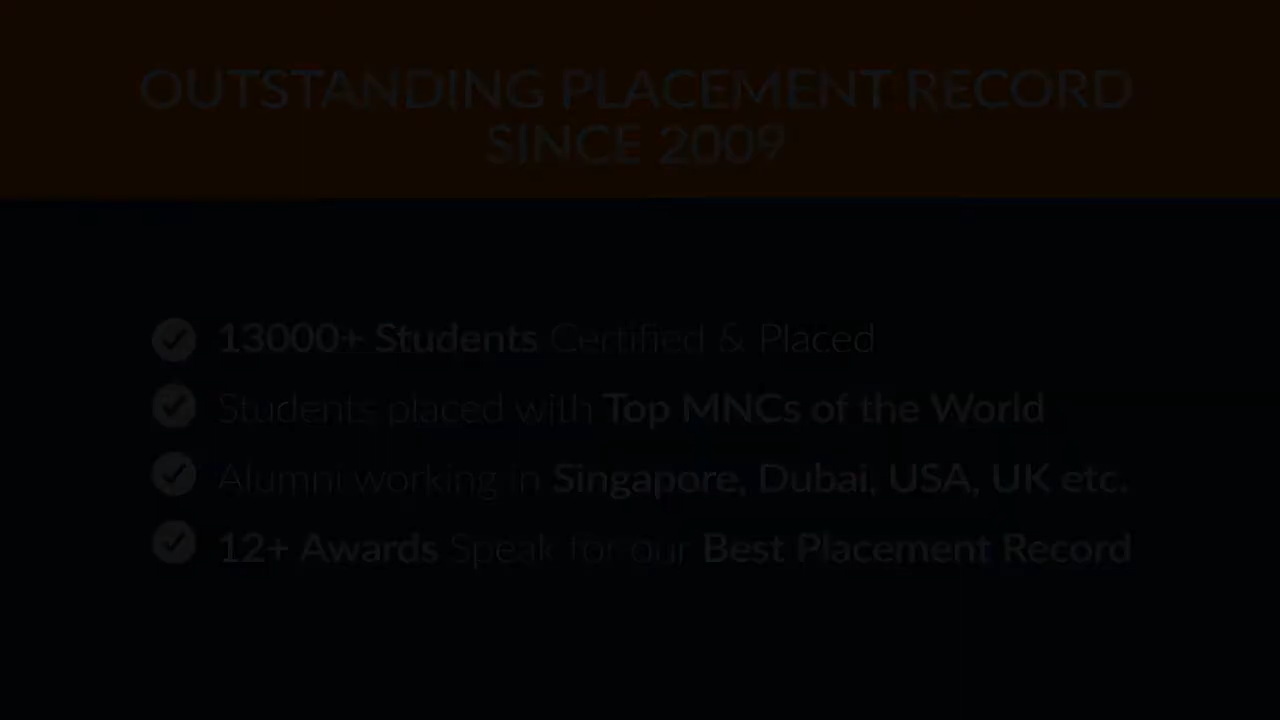 OUTSTANDING PLACEMENT RECORD
SINCE 2009
13000+ Students Certified & Placed
Students placed with Top MNCs of the World
Alumni working in Singapore, Dubai, USA, UK etc.
12+ Awards Speak for our Best Placement Record